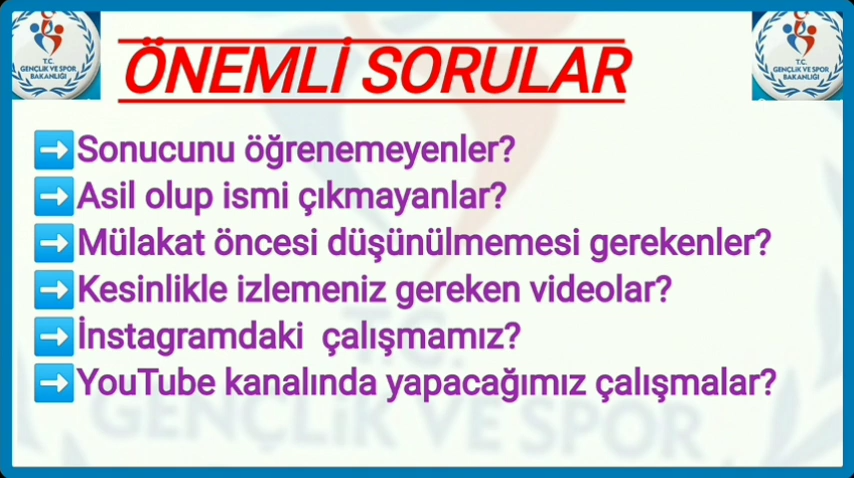 T.C.
GENÇLİK VE SPOR
BAKANLIĞI
ÖNEMLİ SORULAR
T.C.
GENÇLİK VE SPOR
BAKANLIĞI
➡Sonucunu öğrenemeyenler?
➡Asil olup ismi çıkmayanlar?
➡Mülakat öncesi düşünülmemesi gerekenler?
➡Kesinlikle izlemeniz gereken videolar?
➡İnstagramdaki  çalışmamız?
➡YouTube kanalında yapacağımız çalışmalar?
T.C.
GENÇLİK VE SPOR